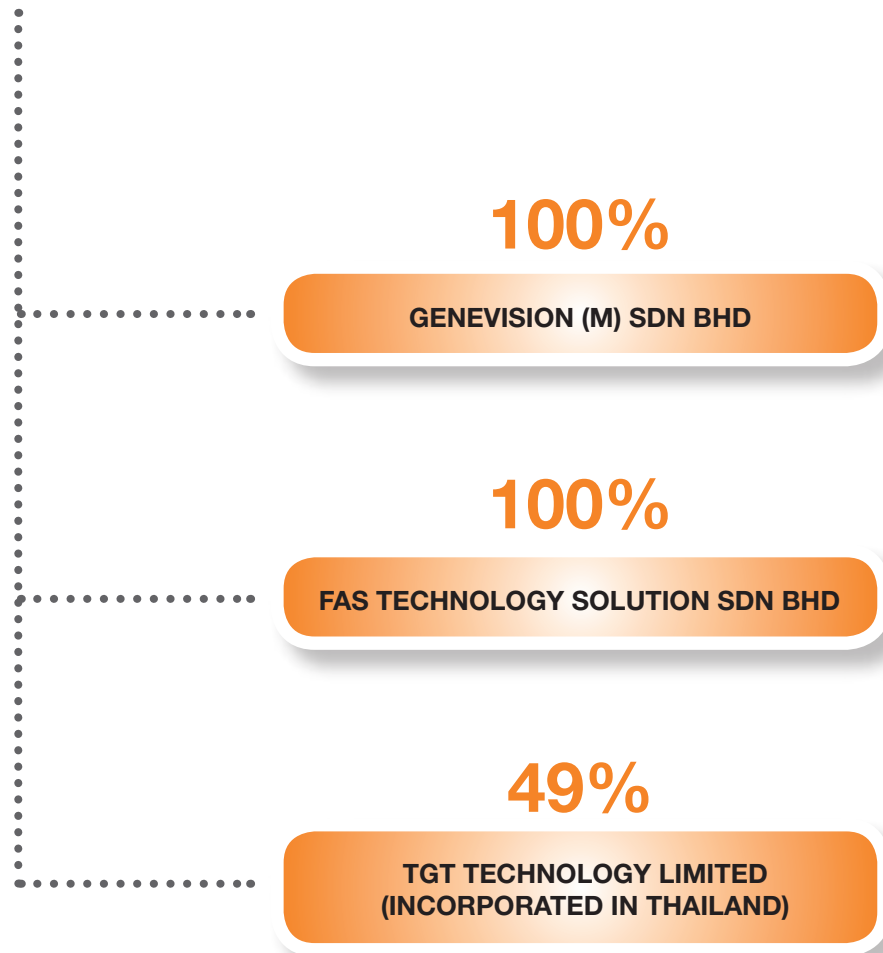 100%
GENEVISION (M) SDN BHD
100%
FAS TECHNOLOGY SOLUTION SDN BHD
49%
TGT TECHNOLOGY LIMITED
(INCORPORATED IN THAILAND)